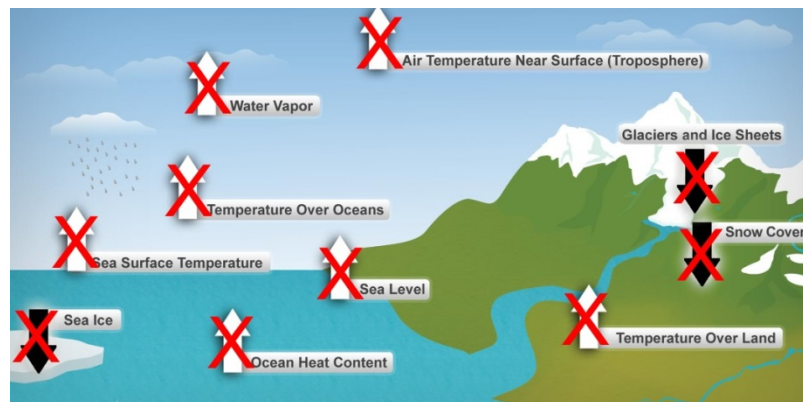 Air Temperature Near Surface (Troposphere)
Water Vapor
Glaciers and Ice Sheets
Temperature Over Oceans
Snow Cover
Sea Surface Temperature
Sea Level
Sea Ice
Temperature Over Land
Ocean Heat Content